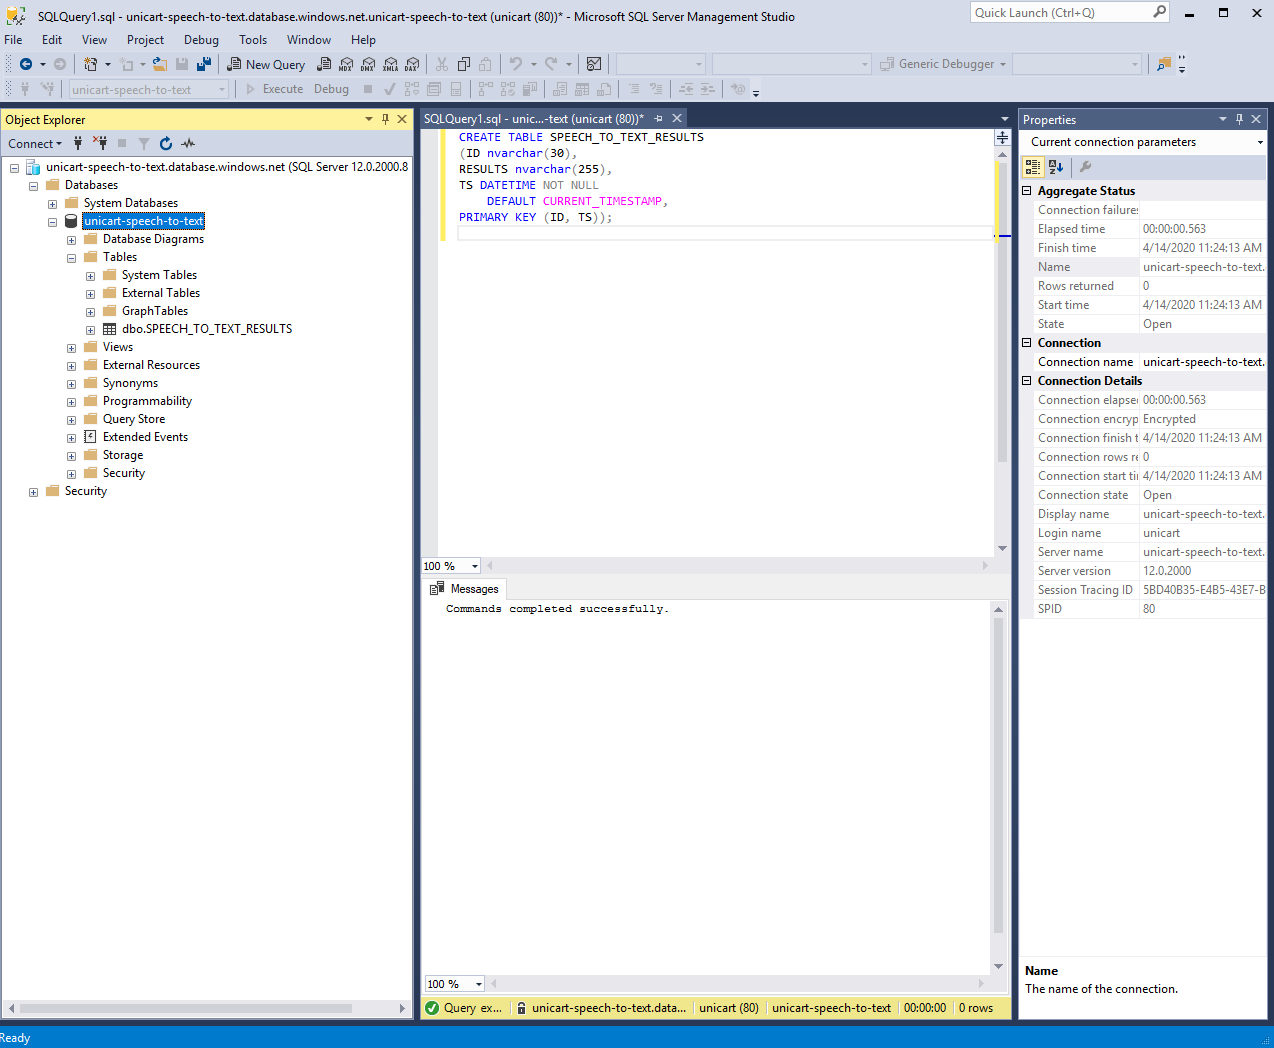 SQLQuery1.sql - unicart-speech-to-text.database.windows.net.unicart-speech-to-text (unicart (80))* - Microsoft SQL Server Management Studio
Quick Launch (Ctrl+Q)
File Edit View Project Debug Tools Window Help
New Query
MDX DMX XMLA DAX
Generic Debugger
unicart-speech-to-text
Execute Debug
Object Explorer
Connect
unicart-speech-to-text.database.windows.net (SQL Server 12.0.2000.8
Databases
System Databases
unicart-speech-to-text
Database Diagrams
Tables
System Tables
External Tables
GraphTables
dbo.SPEECH_TO_TEXT_RESULTS
Views
External Resources
Synonyms
Programmability
Query Store
Extended Events
Storage
Security
Security
SQLQuery1.sql - unic...-text (unicart (80))*
CREATE TABLE SPEECH_TO_TEXT_RESULTS
(ID nvarchar(30),
RESULTS nvarchar(255),
TS DATETIME NOT NULL
DEFAULT CURRENT_TIMESTAMP,
PRIMARY KEY (ID, TS));
100 %
Messages
Commands completed successfully.
100 %
Query ex... unicart-speech-to-text.data... unicart (80) unicart-speech-to-text 00:00:00 0 rows
Properties
Current connection parameters
Aggregate Status
Connection failures
Elapsed time 00:00:00.563
Finish time 4/14/2020 11:24:13 AM
Name unicart-speech-to-text.
Rows returned 0
Start time 4/14/2020 11:24:13 AM
State Open
Connection
Connection name unicart-speech-to-text.
Connection Details
Connection elapse 00:00:00.563
Connection encryp Encrypted
Connection finish t 4/14/2020 11:24:13 AM
Connection rows re 0
Connection start ti 4/14/2020 11:24:13 AM
Connection state Open
Display name unicart-speech-to-text.
Login name unicart
Server name unicart-speech-to-text.
Server version 12.0.2000
Session Tracing ID 5BD40B35-E4B5-43E7-B
SPID 80
Name
The name of the connection.
Ready